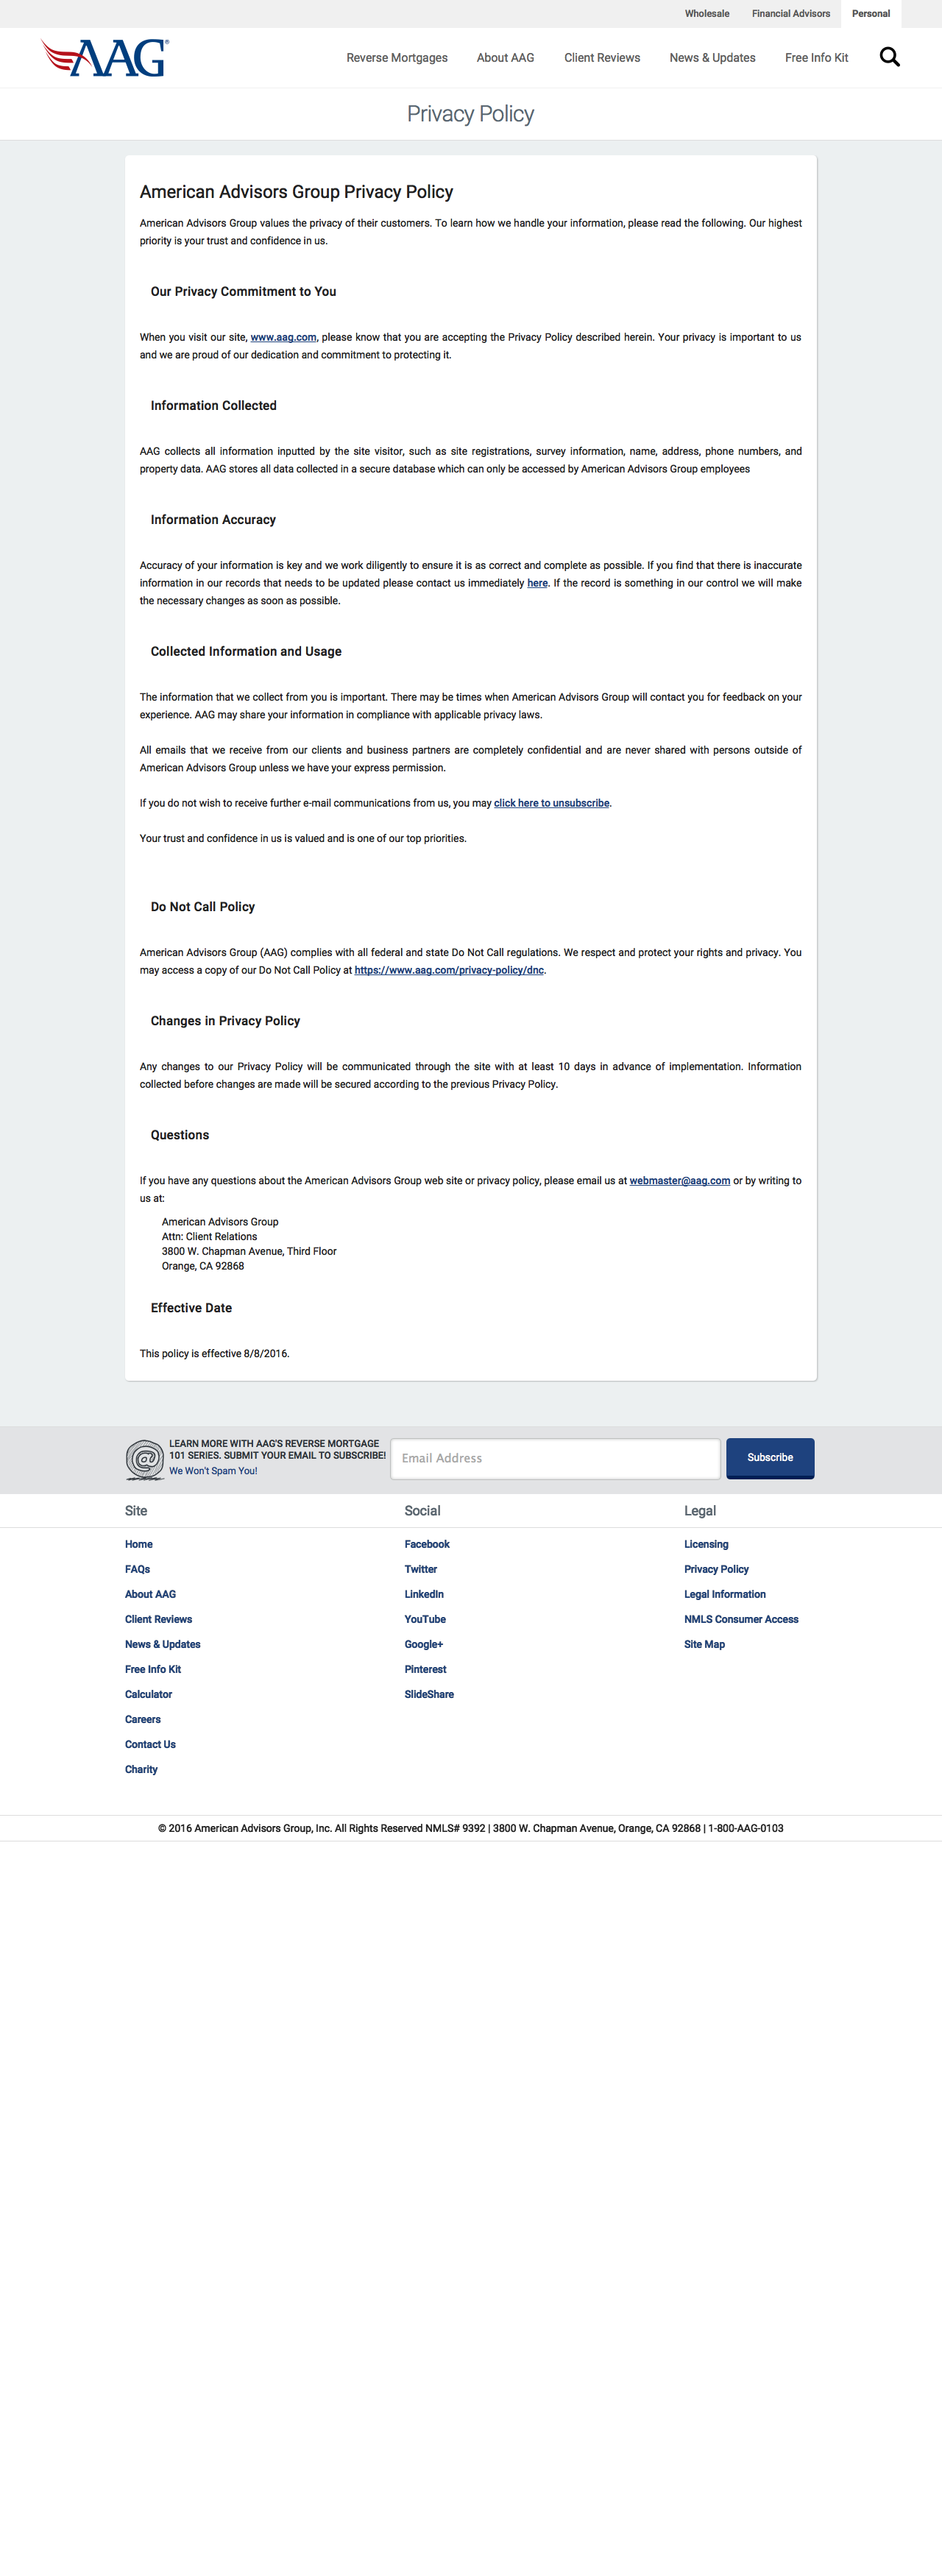 Wholesale Financial Advisors Personal
AAG®
Reverse Mortgages About AAG Client Reviews News & Updates Free Info Kit
Privacy Policy
American Advisors Group Privacy Policy
American Advisors Group values the privacy of their customers. To learn how we handle your information, please read the following. Our highest
priority is your trust and confidence in us.
Our Privacy Commitment to You
When you visit our site, www.aag.com, please know that you are accepting the Privacy Policy described herein. Your privacy is important to us
and we are proud of our dedication and commitment to protecting it.
Information Collected
AAG collects all information inputted by the site visitor, such as site registrations, survey information, name, address, phone numbers, and
property data. AAG stores all data collected in a secure database which can only be accessed by American Advisors Group employees
Information Accuracy
Accuracy of your information is key and we work diligently to ensure it is as correct and complete as possible. If you find that there is inaccurate
information in our records that needs to be updated please contact us immediately here. If the record is something in our control we will make
the necessary changes as soon as possible.
Collected Information and Usage
The information that we collect from you is important. There may be times when American Advisors Group will contact you for feedback on your
experience. AAG may share your information in compliance with applicable privacy laws.
All emails that we receive from our clients and business partners are completely confidential and are never shared with persons outside of
American Advisors Group unless we have your express permission.
If you do not wish to receive further e-mail communications from us, you may click here to unsubscribe.
Your trust and confidence in us is valued and is one of our top priorities.
Do Not Call Policy
American Advisors Group (AAG) complies with all federal and state Do Not Call regulations. We respect and protect your rights and privacy. You
may access a copy of our Do Not Call Policy at https://www.aag.com/privacy-policy/dnc.
Changes in Privacy Policy
Any changes to our Privacy Policy will be communicated through the site with at least 10 days in advance of implementation. Information
collected before changes are made will be secured according to the previous Privacy Policy.
Questions
If you have any questions about the American Advisors Group web site or privacy policy, please email us at webmaster@aag.com or by writing to
us at:
American Advisors Group
Attn: Client Relations
3800 W. Chapman Avenue, Third Floor
Orange, CA 92868
Effective Date
This policy is effective 8/8/2016.
LEARN MORE WITH AAG'S REVERSE MORTGAGE
101 SERIES. SUBMIT YOUR EMAIL TO SUBSCRIBE!
We Won't Spam You!
Email Address
Subscribe
Site
Home
FAQs
About AAG
Client Reviews
News & Updates
Free Info Kit
Calculator
Careers
Contact Us
Charity
Social
Facebook
Twitter
LinkedIn
YouTube
Google+
Pinterest
SlideShare
Legal
Licensing
Privacy Policy
Legal Information
NMLS Consumer Access
Site Map
© 2016 American Advisors Group, Inc. All Rights Reserved NMLS# 9392 | 3800 W. Chapman Avenue, Orange, CA 92868 | 1-800-AAG-0103